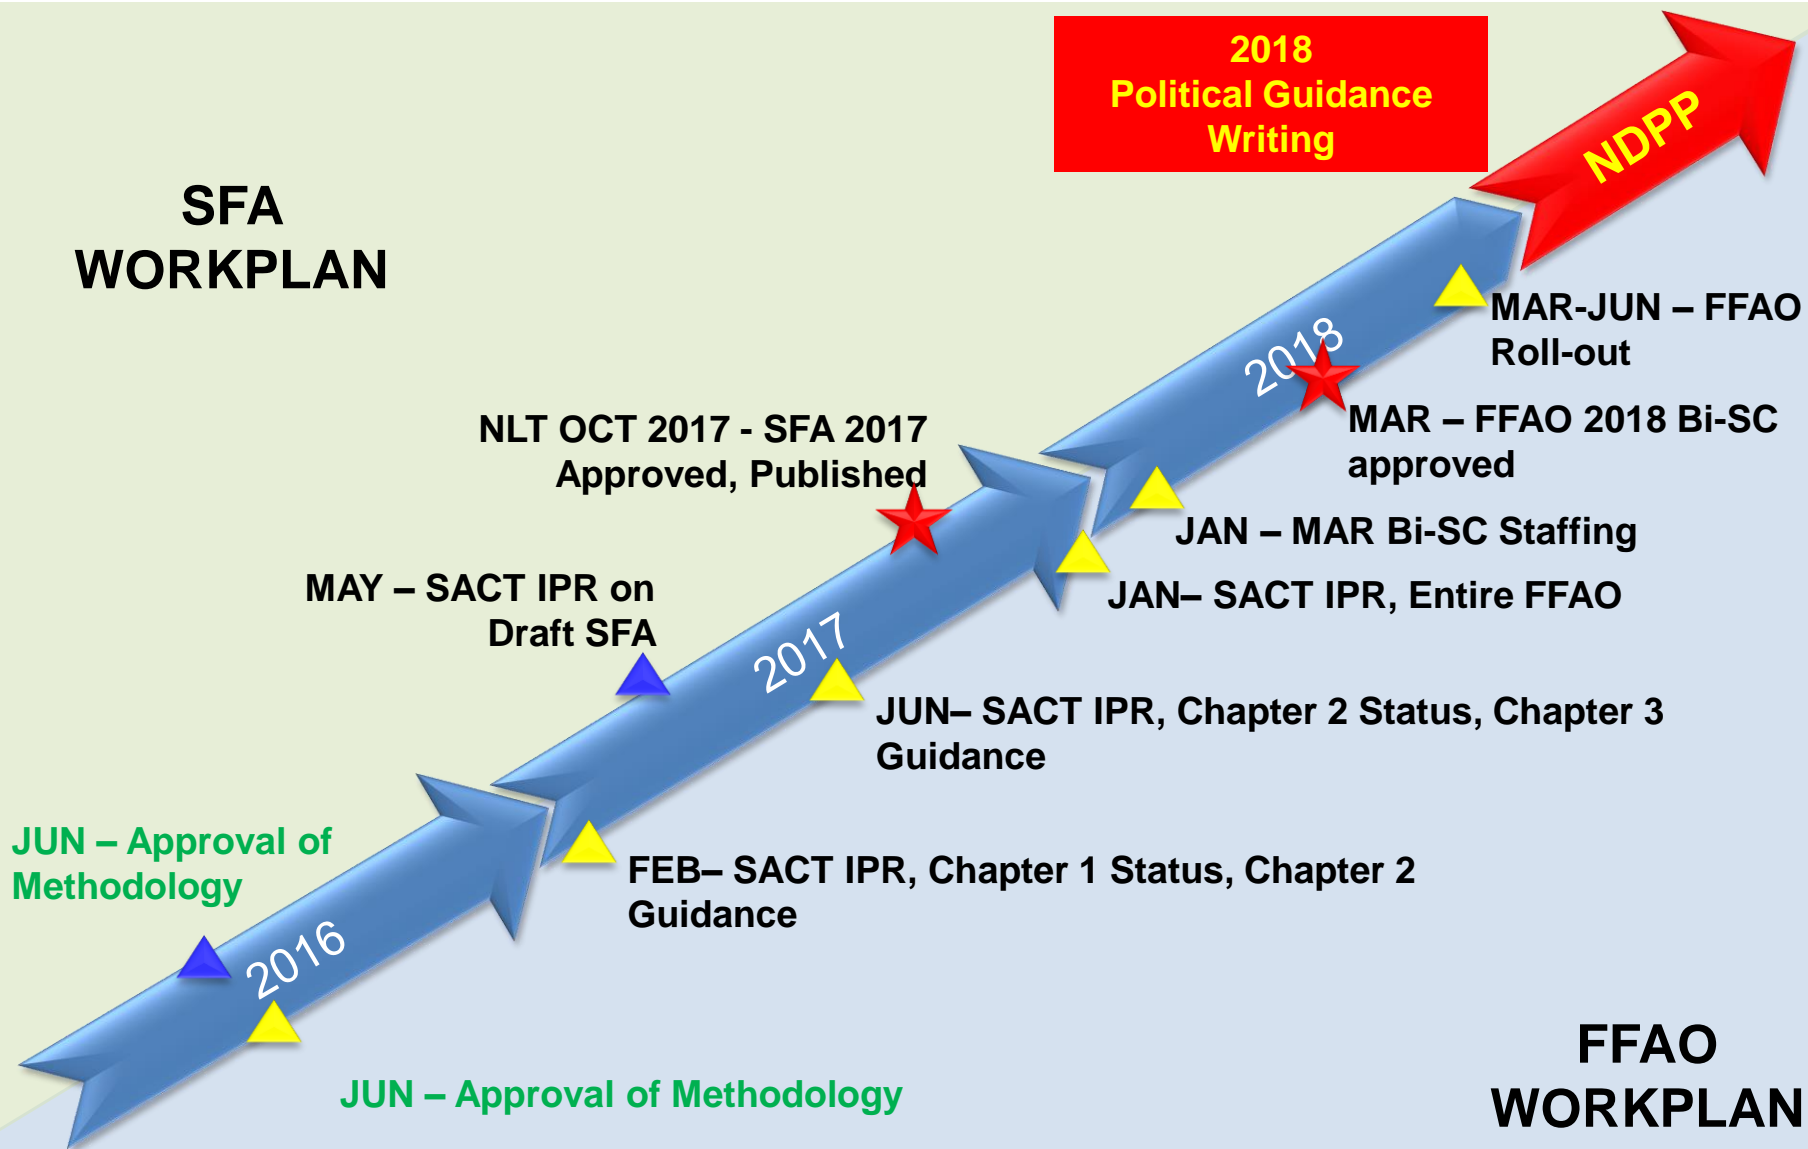 2018
Political Guidance
Writing
NDPP
SFA
WORKPLAN
MAR-JUN – FFAO
Roll-out
2018
MAR – FFAO 2018 Bi-SC
approved
NLT OCT 2017 - SFA 2017
Approved, Published
JAN – MAR Bi-SC Staffing
JAN– SACT IPR, Entire FFAO
MAY – SACT IPR on
Draft SFA
2017
JUN– SACT IPR, Chapter 2 Status, Chapter 3
Guidance
JUN – Approval of
Methodology
FEB– SACT IPR, Chapter 1 Status, Chapter 2
Guidance
2016
JUN – Approval of Methodology
FFAO
WORKPLAN